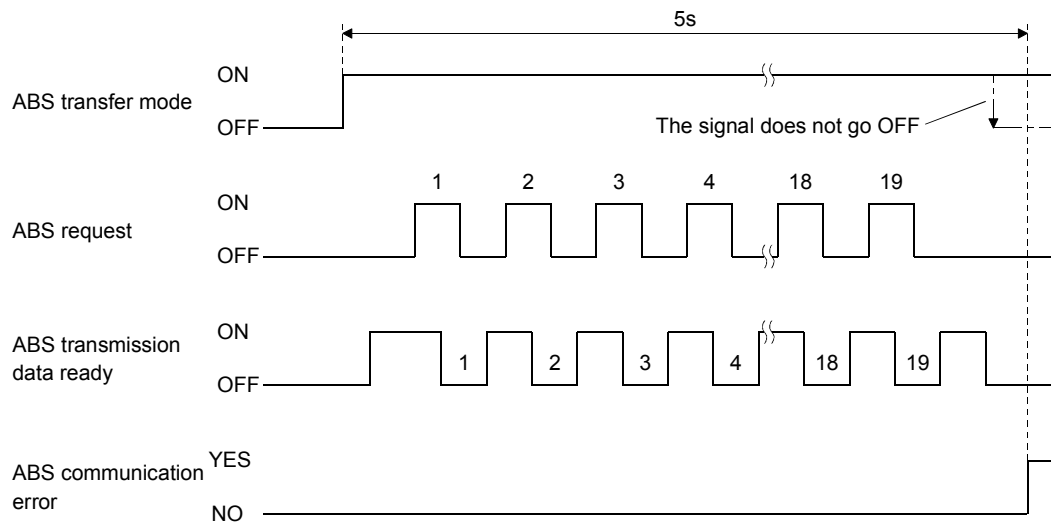 5s
ON
ABS transfer mode
OFF
The signal does not go OFF
1 2 3 4 18 19
ON
ABS request
OFF
ON
ABS transmission
data ready
1 2 3 4 18 19
OFF
YES
ABS communication
error
NO